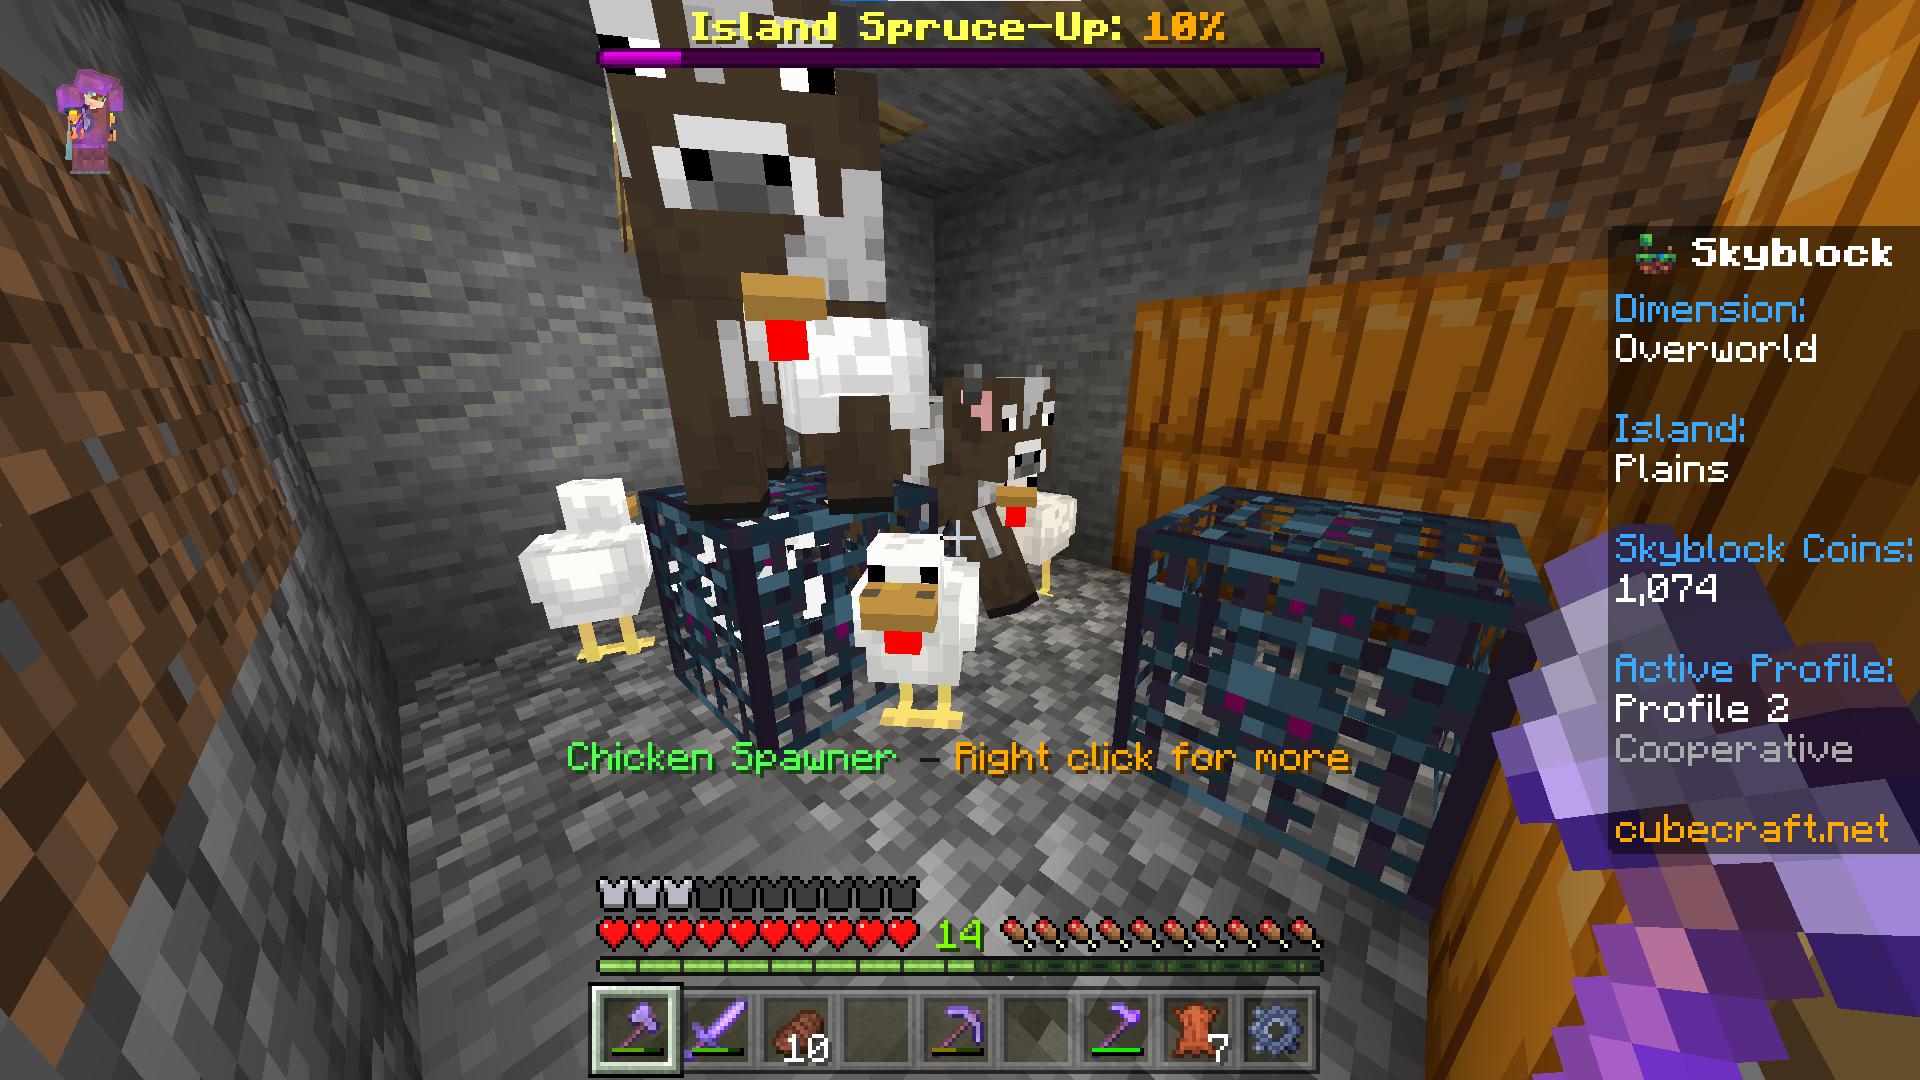 Island Spruce-Up: 10%
Skyblock
Dimension:
Overworld
Island:
Plains
Skyblock Coins:
1,074
Active Profile:
Profile 2
Cooperative
cubecraft.net
Chicken Spawner - Right click for more
14
10
7